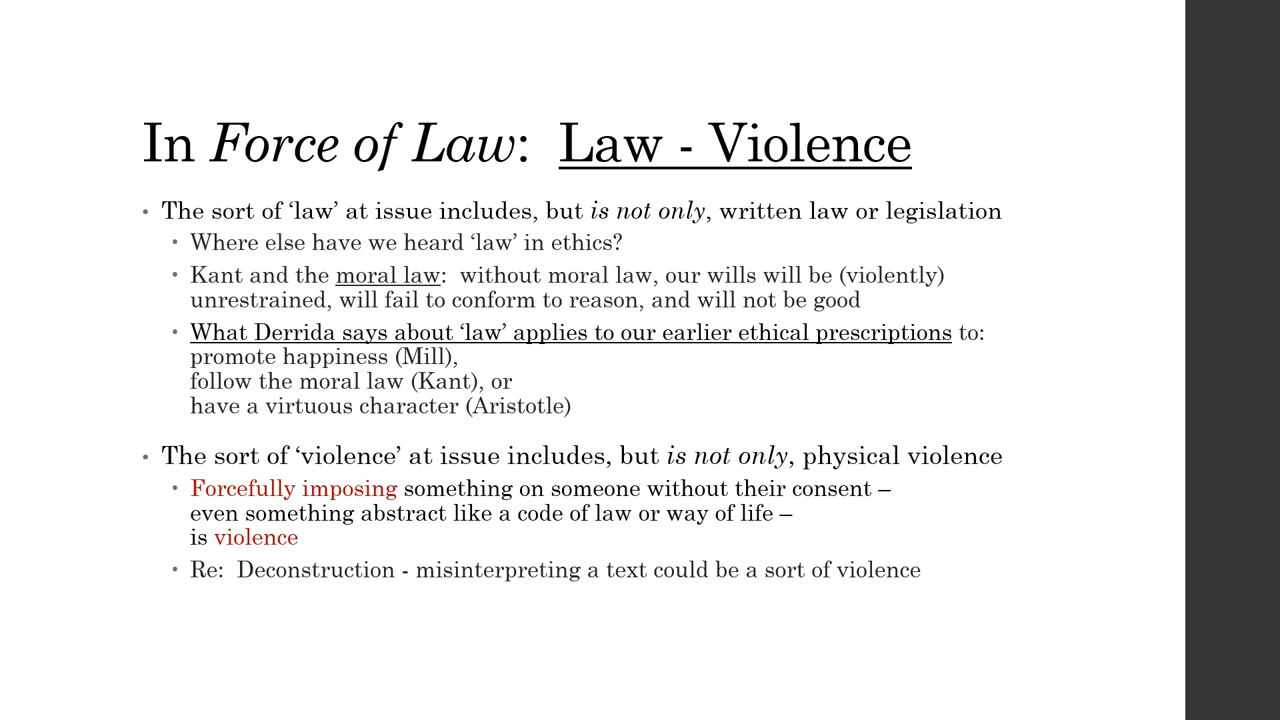 In Force of Law:  Law - Violence
• The sort of ‘law’ at issue includes, but is not only, written law or legislation
• Where else have we heard ‘law’ in ethics?
• Kant and the moral law:  without moral law, our wills will be (violently)
unrestrained, will fail to conform to reason, and will not be good
• What Derrida says about ‘law’ applies to our earlier ethical prescriptions to:
promote happiness (Mill),
follow the moral law (Kant), or
have a virtuous character (Aristotle)
• The sort of ‘violence’ at issue includes, but is not only, physical violence
• Forcefully imposing something on someone without their consent –
even something abstract like a code of law or way of life –
is violence
• Re:  Deconstruction - misinterpreting a text could be a sort of violence